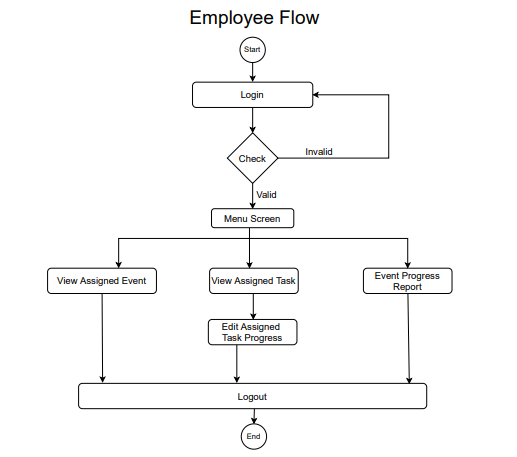 Employee Flow
Start
Login
Check
Invalid
Valid
Menu Screen
View Assigned Event
View Assigned Task
Event Progress
Report
Edit Assigned
Task Progress
Logout
End